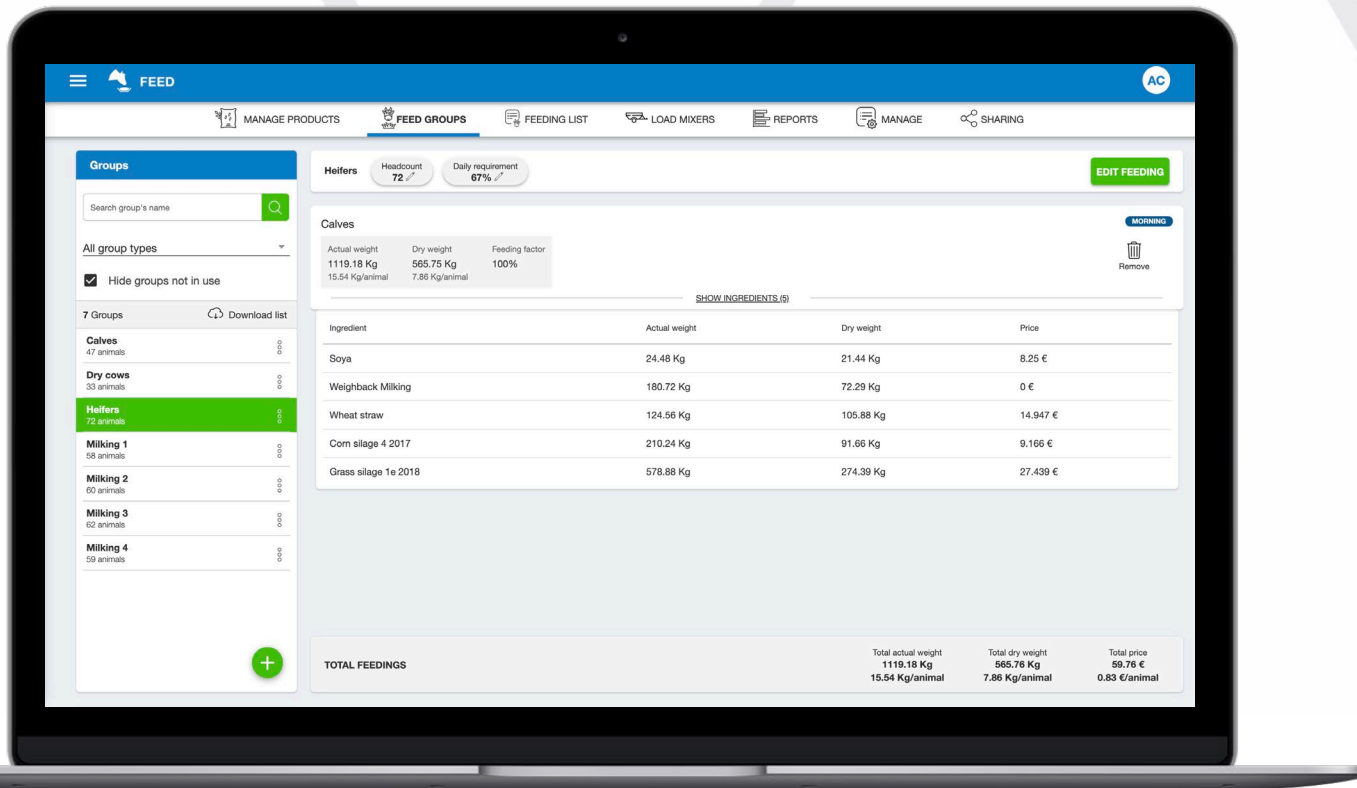 FEED
AC
MANAGE PRODUCTS
FEED GROUPS
FEEDING LIST
LOAD MIXERS
REPORTS
MANAGE
SHARING
Groups
Search group's name
All group types
Hide groups not in use
7 Groups
Download list
Calves
47 animals
Dry cows
33 animals
Heifers
72 animals
Milking 1
58 animals
Milking 2
60 animals
Milking 3
62 animals
Milking 4
59 animals
Heifers
Headcount
72
Daily requirement
67%
EDIT FEEDING
Calves
MORNING
Actual weight Dry weight Feeding factor
1119.18 Kg 565.75 Kg 100%
15.54 Kg/animal 7.86 Kg/animal
Remove
SHOW INGREDIENTS (5)
Ingredient Actual weight Dry weight Price
Soya 24.48 Kg 21.44 Kg 8.25 €
Weighback Milking 180.72 Kg 72.29 Kg 0 €
Wheat straw 124.56 Kg 105.88 Kg 14.947 €
Corn silage 4 2017 210.24 Kg 91.66 Kg 9.166 €
Grass silage 1e 2018 578.88 Kg 274.39 Kg 27.439 €
TOTAL FEEDINGS
Total actual weight Total dry weight Total price
1119.18 Kg 565.76 Kg 59.76 €
15.54 Kg/animal 7.86 Kg/animal 0.83 €/animal